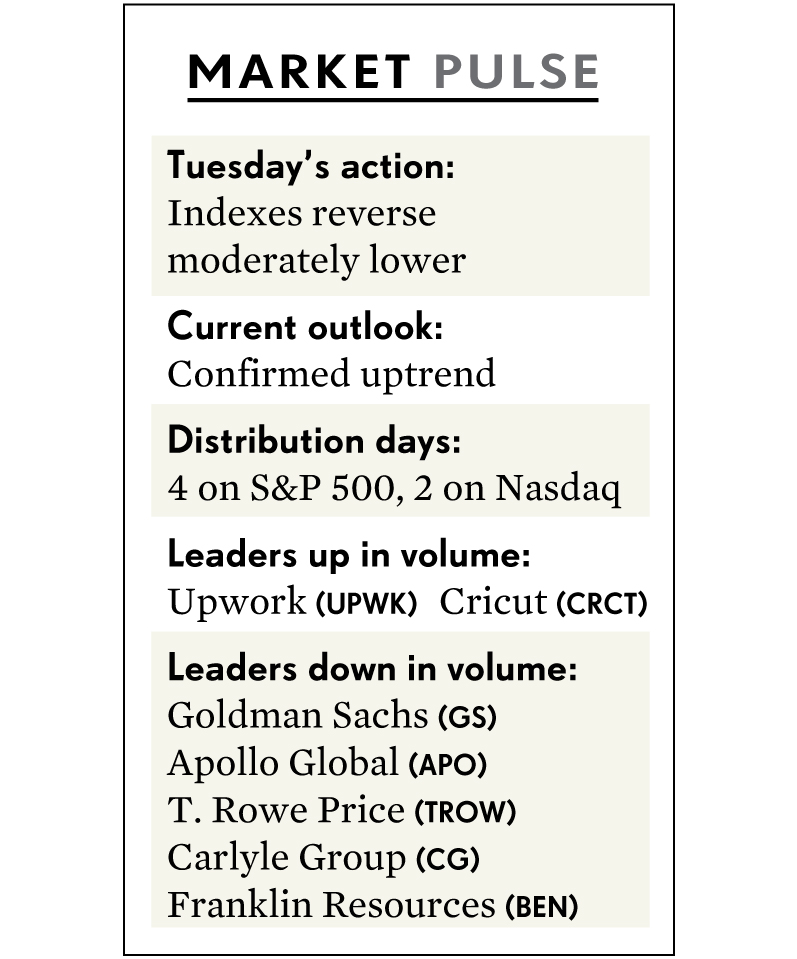 MARKET PULSE
Tuesday’s action:
Indexes reverse
moderately lower
Current outlook:
Confirmed uptrend
Distribution days:
4 on S&P 500, 2 on Nasdaq
Leaders up in volume:
Upwork (UPWK) Cricut (CRCT)
Leaders down in volume:
Goldman Sachs (GS)
Apollo Global (APO)
T. Rowe Price (TROW)
Carlyle Group (CG)
Franklin Resources (BEN)